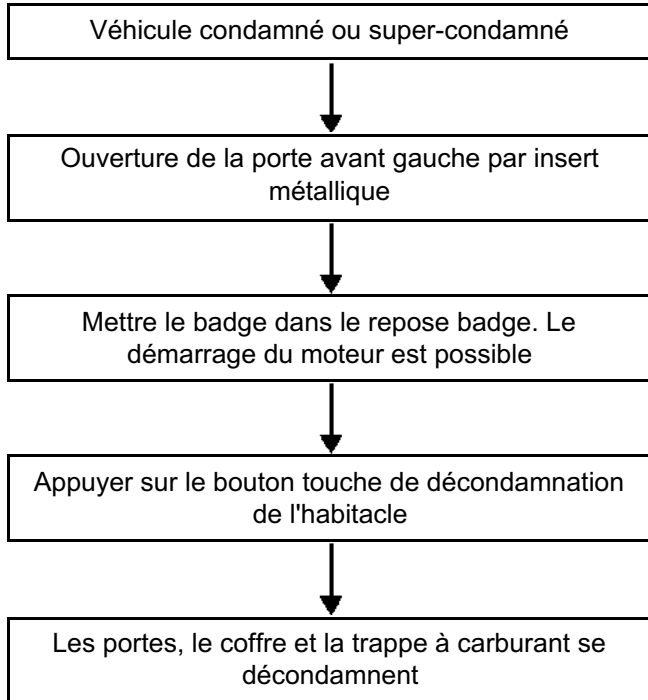 Véhicule condamné ou super-condamné
Ouverture de la porte avant gauche par insert
métallique
Mettre le badge dans le repose badge. Le
démarrage du moteur est possible
Appuyer sur le bouton touche de décondamnation
de l'habitacle
Les portes, le coffre et la trappe à carburant se
décondamnent